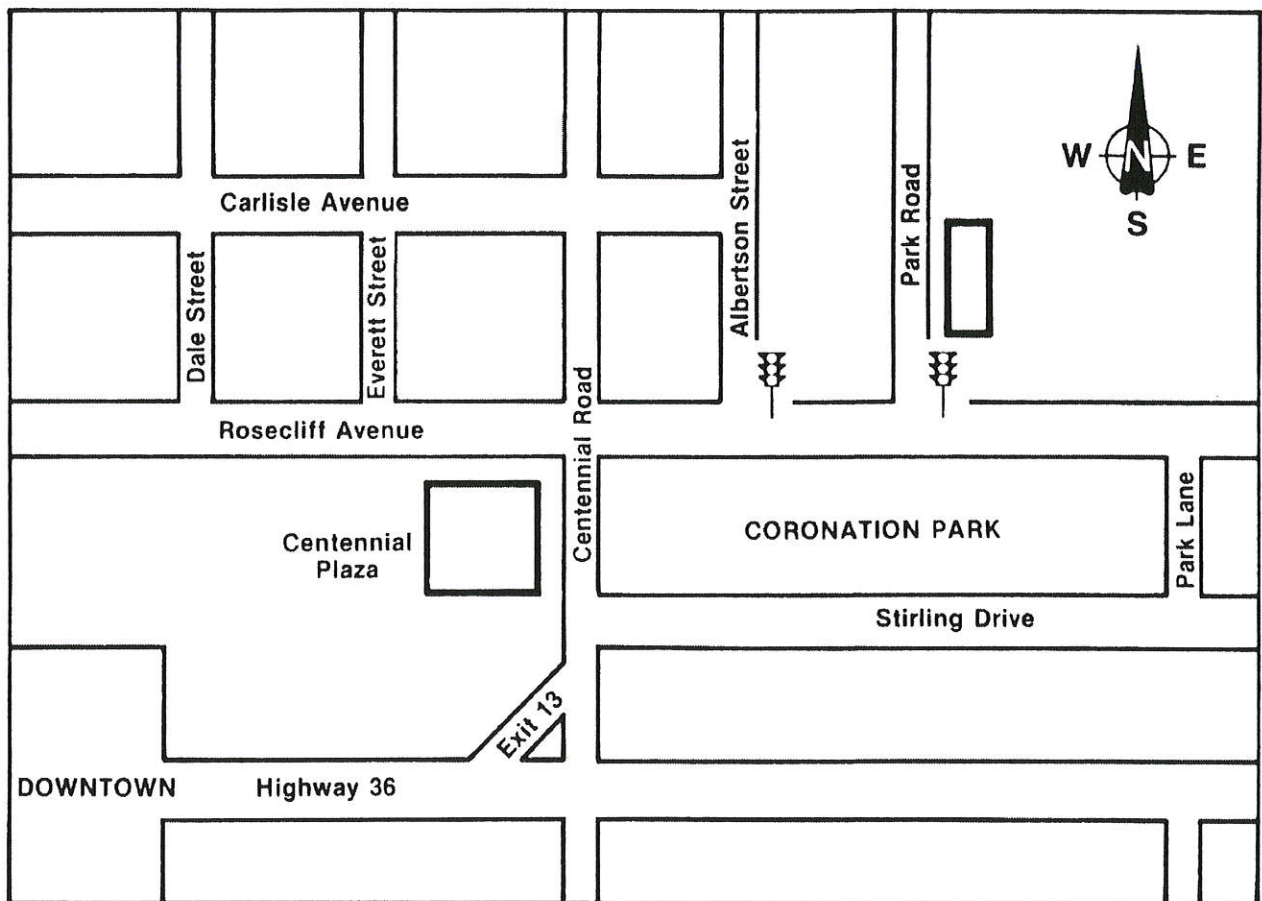 W N E
S
Carlisle Avenue
Dale Street
Everett Street
Albertson Street
Park Road
Rosecliff Avenue
Centennial Road
Centennial
Plaza
CORONATION PARK
Park Lane
Stirling Drive
Exit 13
DOWNTOWN
Highway 36